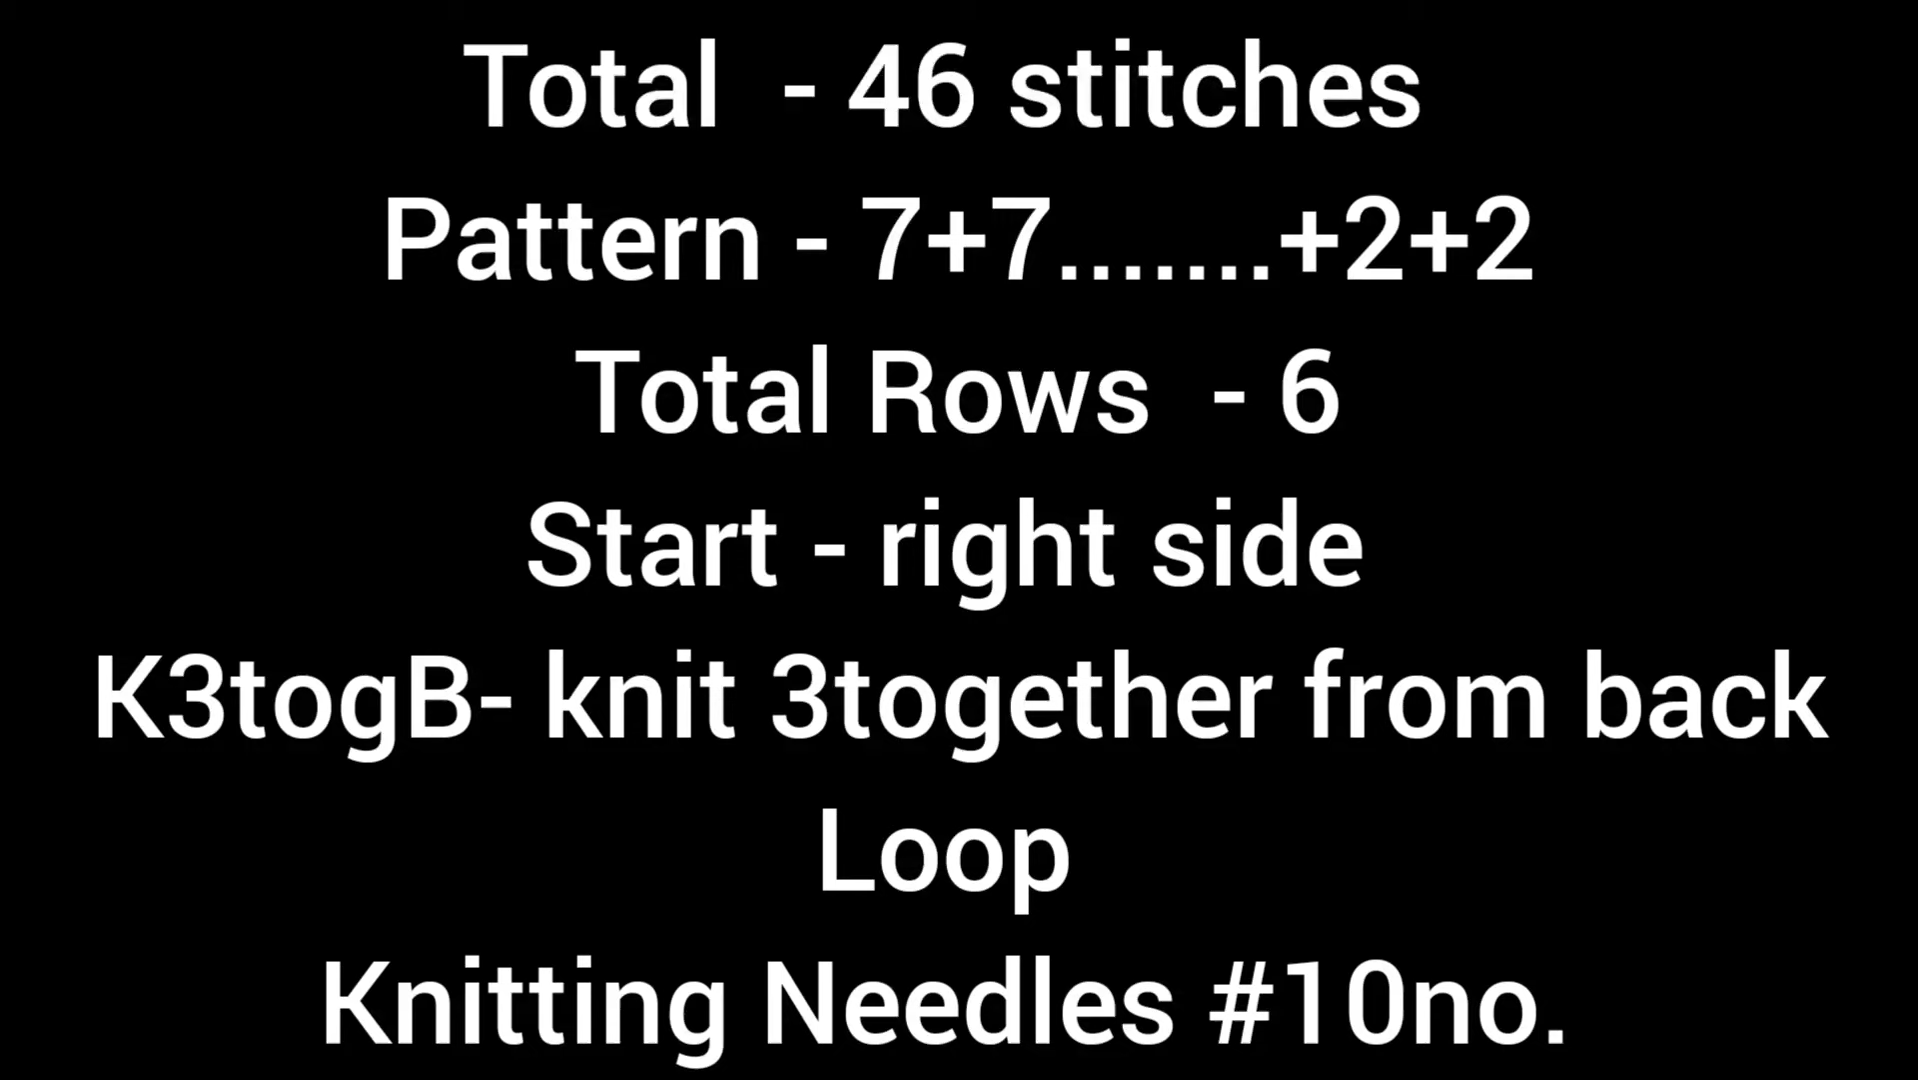 Total - 46 stitches
Pattern - 7+7.......+2+2
Total Rows - 6
Start - right side
K3togB- knit 3together from back
Loop
Knitting Needles #10no.